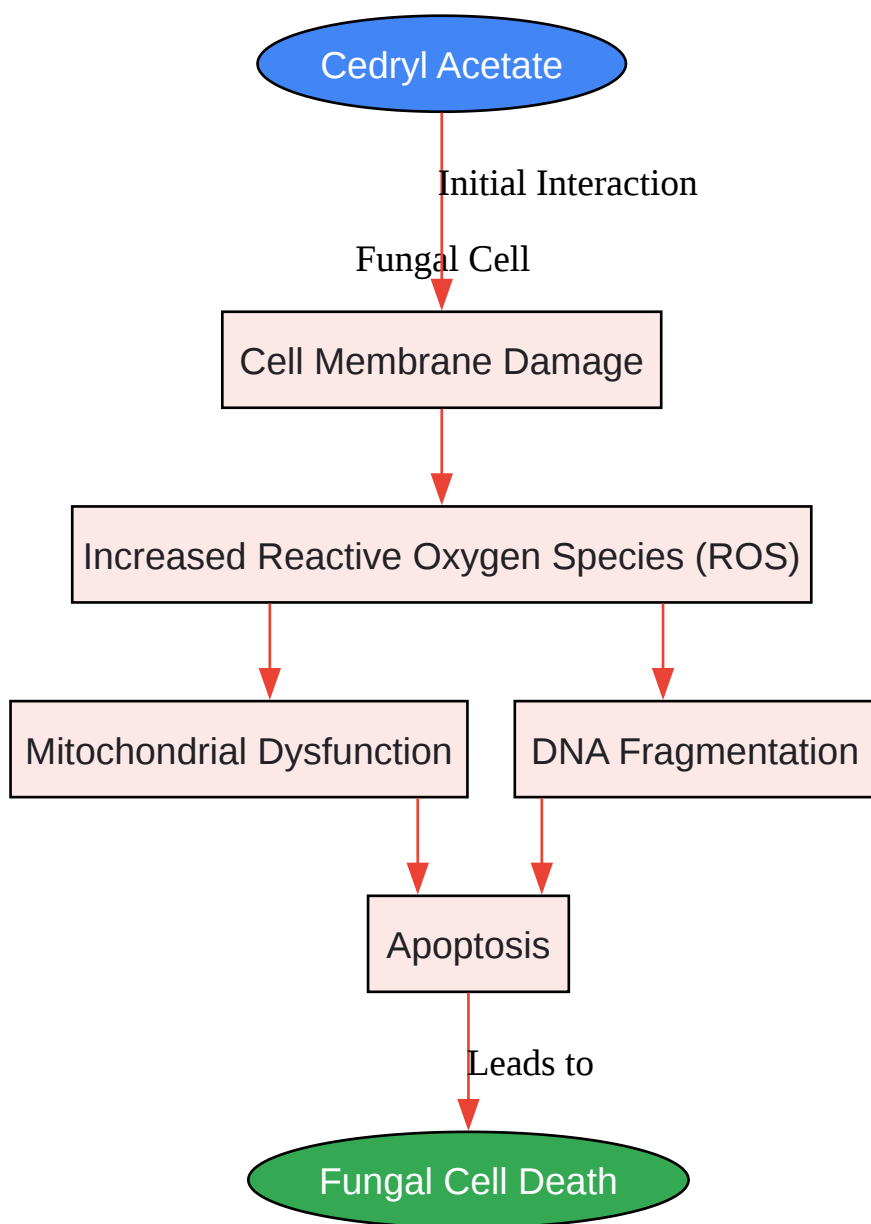 Cedryl Acetate
Initial Interaction
Fungal Cell
Cell Membrane Damage
Increased Reactive Oxygen Species (ROS)
Mitochondrial Dysfunction
DNA Fragmentation
Apoptosis
Leads to
Fungal Cell Death